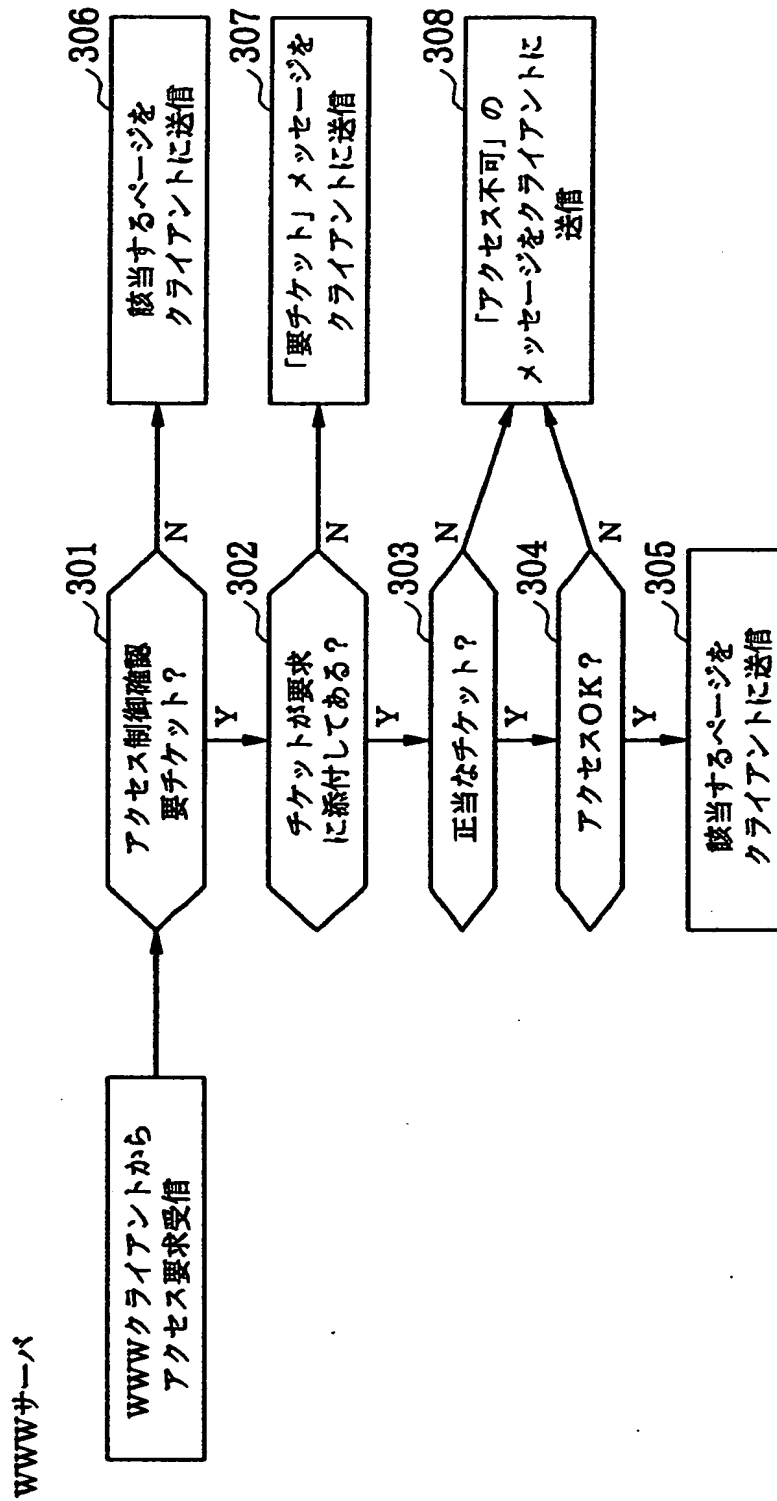 WWWサーバ
WWWクライアントから
アクセス要求受信
301
アクセス制御確認
要チケット?
N
306
該当するページを
クライアントに送信
Y
302
チケットが要求
に添付してある?
N
307
「要チケット」メッセージを
クライアントに送信
Y
303
正当なチケット?
N
308
「アクセス不可」の
メッセージをクライアントに
送信
Y
304
アクセスOK?
N
Y
305
該当するページを
クライアントに送信